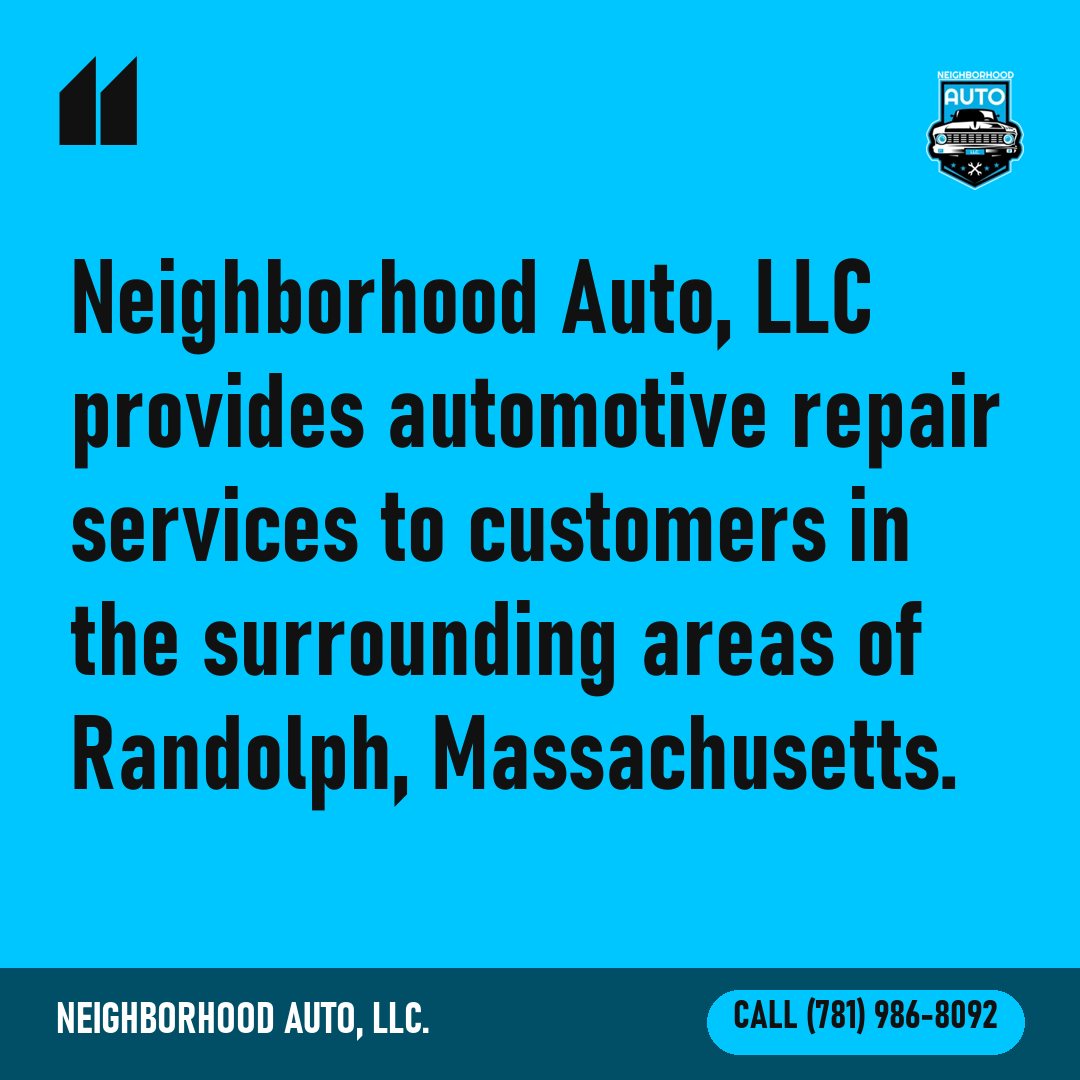 NEIGHBORHOOD
AUTO
LLC.
Neighborhood Auto, LLC
provides automotive repair
services to customers in
the surrounding areas of
Randolph, Massachusetts.
NEIGHBORHOOD AUTO, LLC.
CALL (781) 986-8092